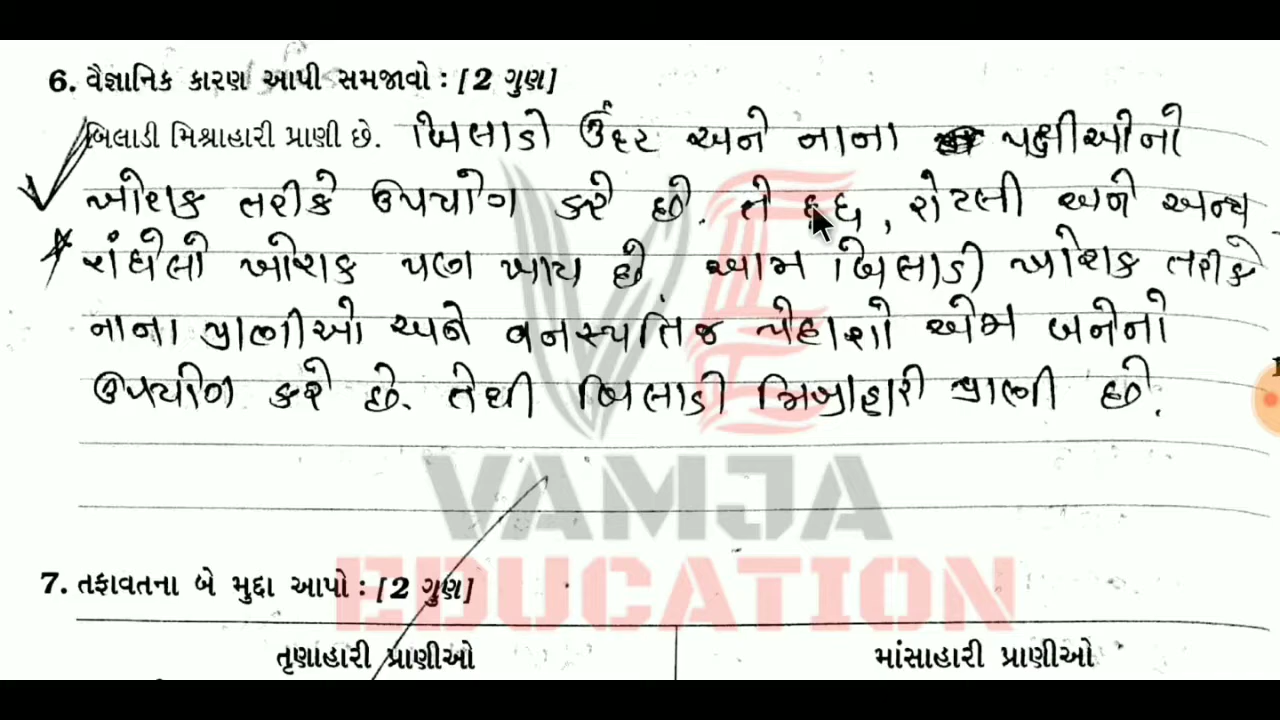 6. વૈજ્ઞાનિક કારણ આપી સમજાવો : [2 ગુણ]
બિલાડી મિશ્રાહારી પ્રાણી છે. બિલાડી ઉંદર અને નાના પક્ષીઓનો
ખોરાક તરીકે ઉપયોગ કરે છે. તે દૂધ, રોટલી અને અન્ય
રાંધેલો ખોરાક પણ ખાય છે. આમ બિલાડી ખોરાક તરીકે
નાના પ્રાણીઓ અને વનસ્પતિજ પેદાશો એમ બનેનો
ઉપયોગ કરે છે. તેથી બિલાડી મિશ્રાહારી પ્રાણી છે.
VAMJA
EDUCATION
7. તફાવતના બે મુદ્દા આપો : [2 ગુણ]
તૃણાહારી પ્રાણીઓ માંસાહારી પ્રાણીઓ